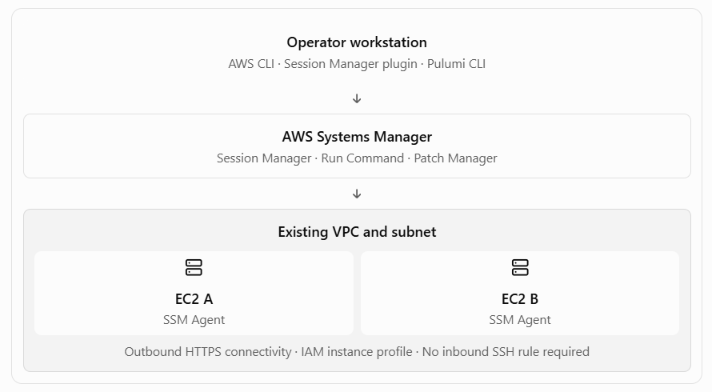 Operator workstation
AWS CLI · Session Manager plugin · Pulumi CLI
AWS Systems Manager
Session Manager · Run Command · Patch Manager
Existing VPC and subnet
EC2 A
SSM Agent
EC2 B
SSM Agent
Outbound HTTPS connectivity · IAM instance profile · No inbound SSH rule required